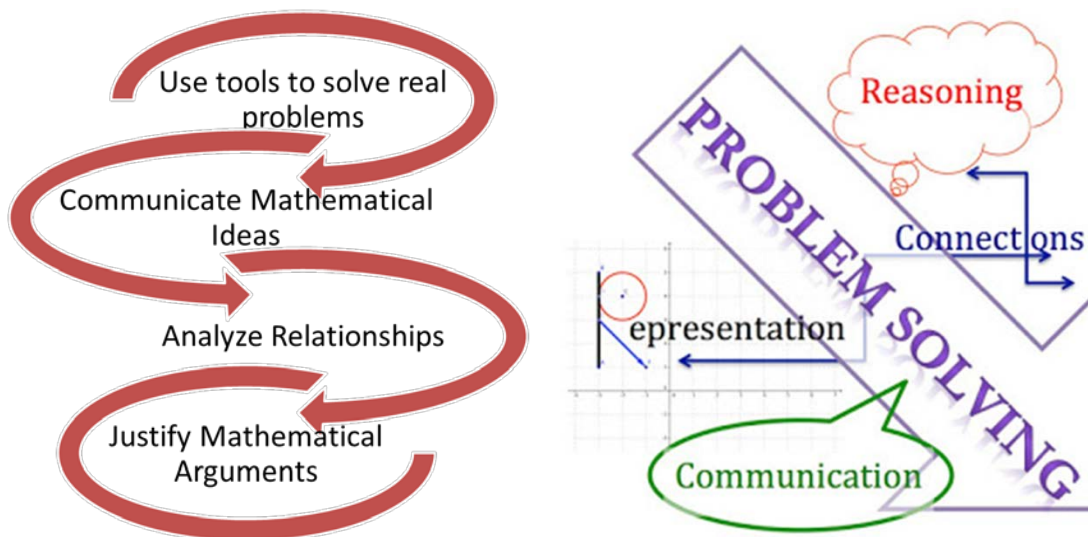 Use tools to solve real
problems
Communicate Mathematical
Ideas
Analyze Relationships
Justify Mathematical
Arguments
Reasoning
PROBLEM SOLVING
Connections
epresentation
Communication